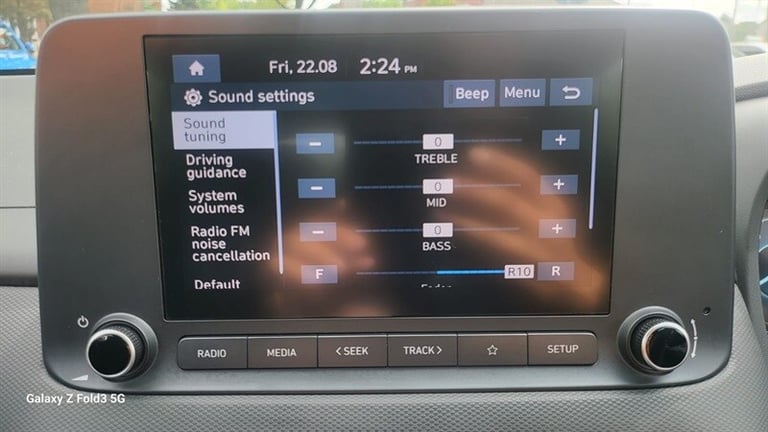 Fri, 22.08 2:24 PM
Sound settings
Beep
Menu
Sound
tuning
Driving
guidance
System
volumes
Radio FM
noise
cancellation
Default
- 0 +
TREBLE
- 0 +
MID
- 0 +
BASS
F R10 R
RADIO
MEDIA
< SEEK
TRACK >
☆
SETUP
Galaxy Z Fold3 5G